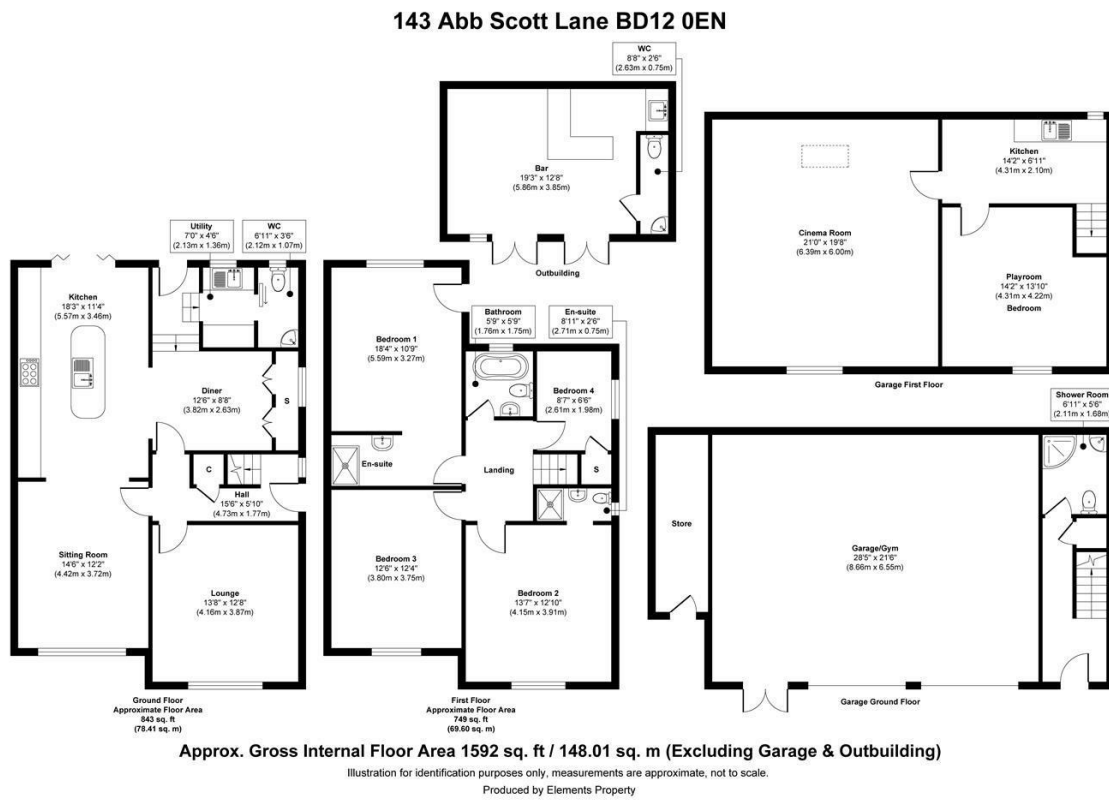 143 Abb Scott Lane BD12 0EN
WC
8'8" x 2'6"
(2.63m x 0.75m)
Bar
19'3" x 12'8"
(5.86m x 3.85m)
Outbuilding
Kitchen
14'2" x 6'11"
(4.31m x 2.10m)
Cinema Room
21'0" x 19'8"
(6.39m x 6.00m)
Playroom
14'2" x 13'10"
(4.31m x 4.22m)
Bedroom
Garage First Floor
Utility
7'0" x 4'6"
(2.13m x 1.36m)
WC
6'11" x 3'6"
(2.12m x 1.07m)
Kitchen
18'3" x 11'4"
(5.57m x 3.46m)
Diner
12'6" x 8'8"
(3.82m x 2.63m)
S
C
Hall
15'6" x 5'10"
(4.73m x 1.77m)
Sitting Room
14'6" x 12'2"
(4.42m x 3.72m)
Lounge
13'8" x 12'8"
(4.16m x 3.87m)
Ground Floor
Approximate Floor Area
843 sq. ft
(78.41 sq. m)
Bathroom
5'9" x 5'9"
(1.76m x 1.75m)
En-suite
8'11" x 2'6"
(2.71m x 0.75m)
Bedroom 1
18'4" x 10'9"
(5.59m x 3.27m)
Bedroom 4
8'7" x 6'6"
(2.61m x 1.98m)
En-suite
Landing
S
Bedroom 3
12'6" x 12'4"
(3.80m x 3.75m)
Bedroom 2
13'7" x 12'10"
(4.15m x 3.91m)
First Floor
Approximate Floor Area
749 sq. ft
(69.60 sq. m)
Shower Room
6'11" x 5'6"
(2.11m x 1.68m)
Store
Garage/Gym
28'5" x 21'6"
(8.66m x 6.55m)
Garage Ground Floor
Approx. Gross Internal Floor Area 1592 sq. ft / 148.01 sq. m (Excluding Garage & Outbuilding)
Illustration for identification purposes only, measurements are approximate, not to scale.
Produced by Elements Property